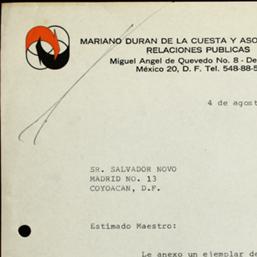 MARIANO DURAN DE LA CUESTA Y ASO
RELACIONES PUBLICAS
Miguel Angel de Quevedo No. 8 - De
México 20, D. F. Tel. 548-88-5
4 de agost
SR. SALVADOR NOVO
MADRID NO. 13
COYOACAN, D.F.
Estimado Maestro:
Le anexo un ejemplar de